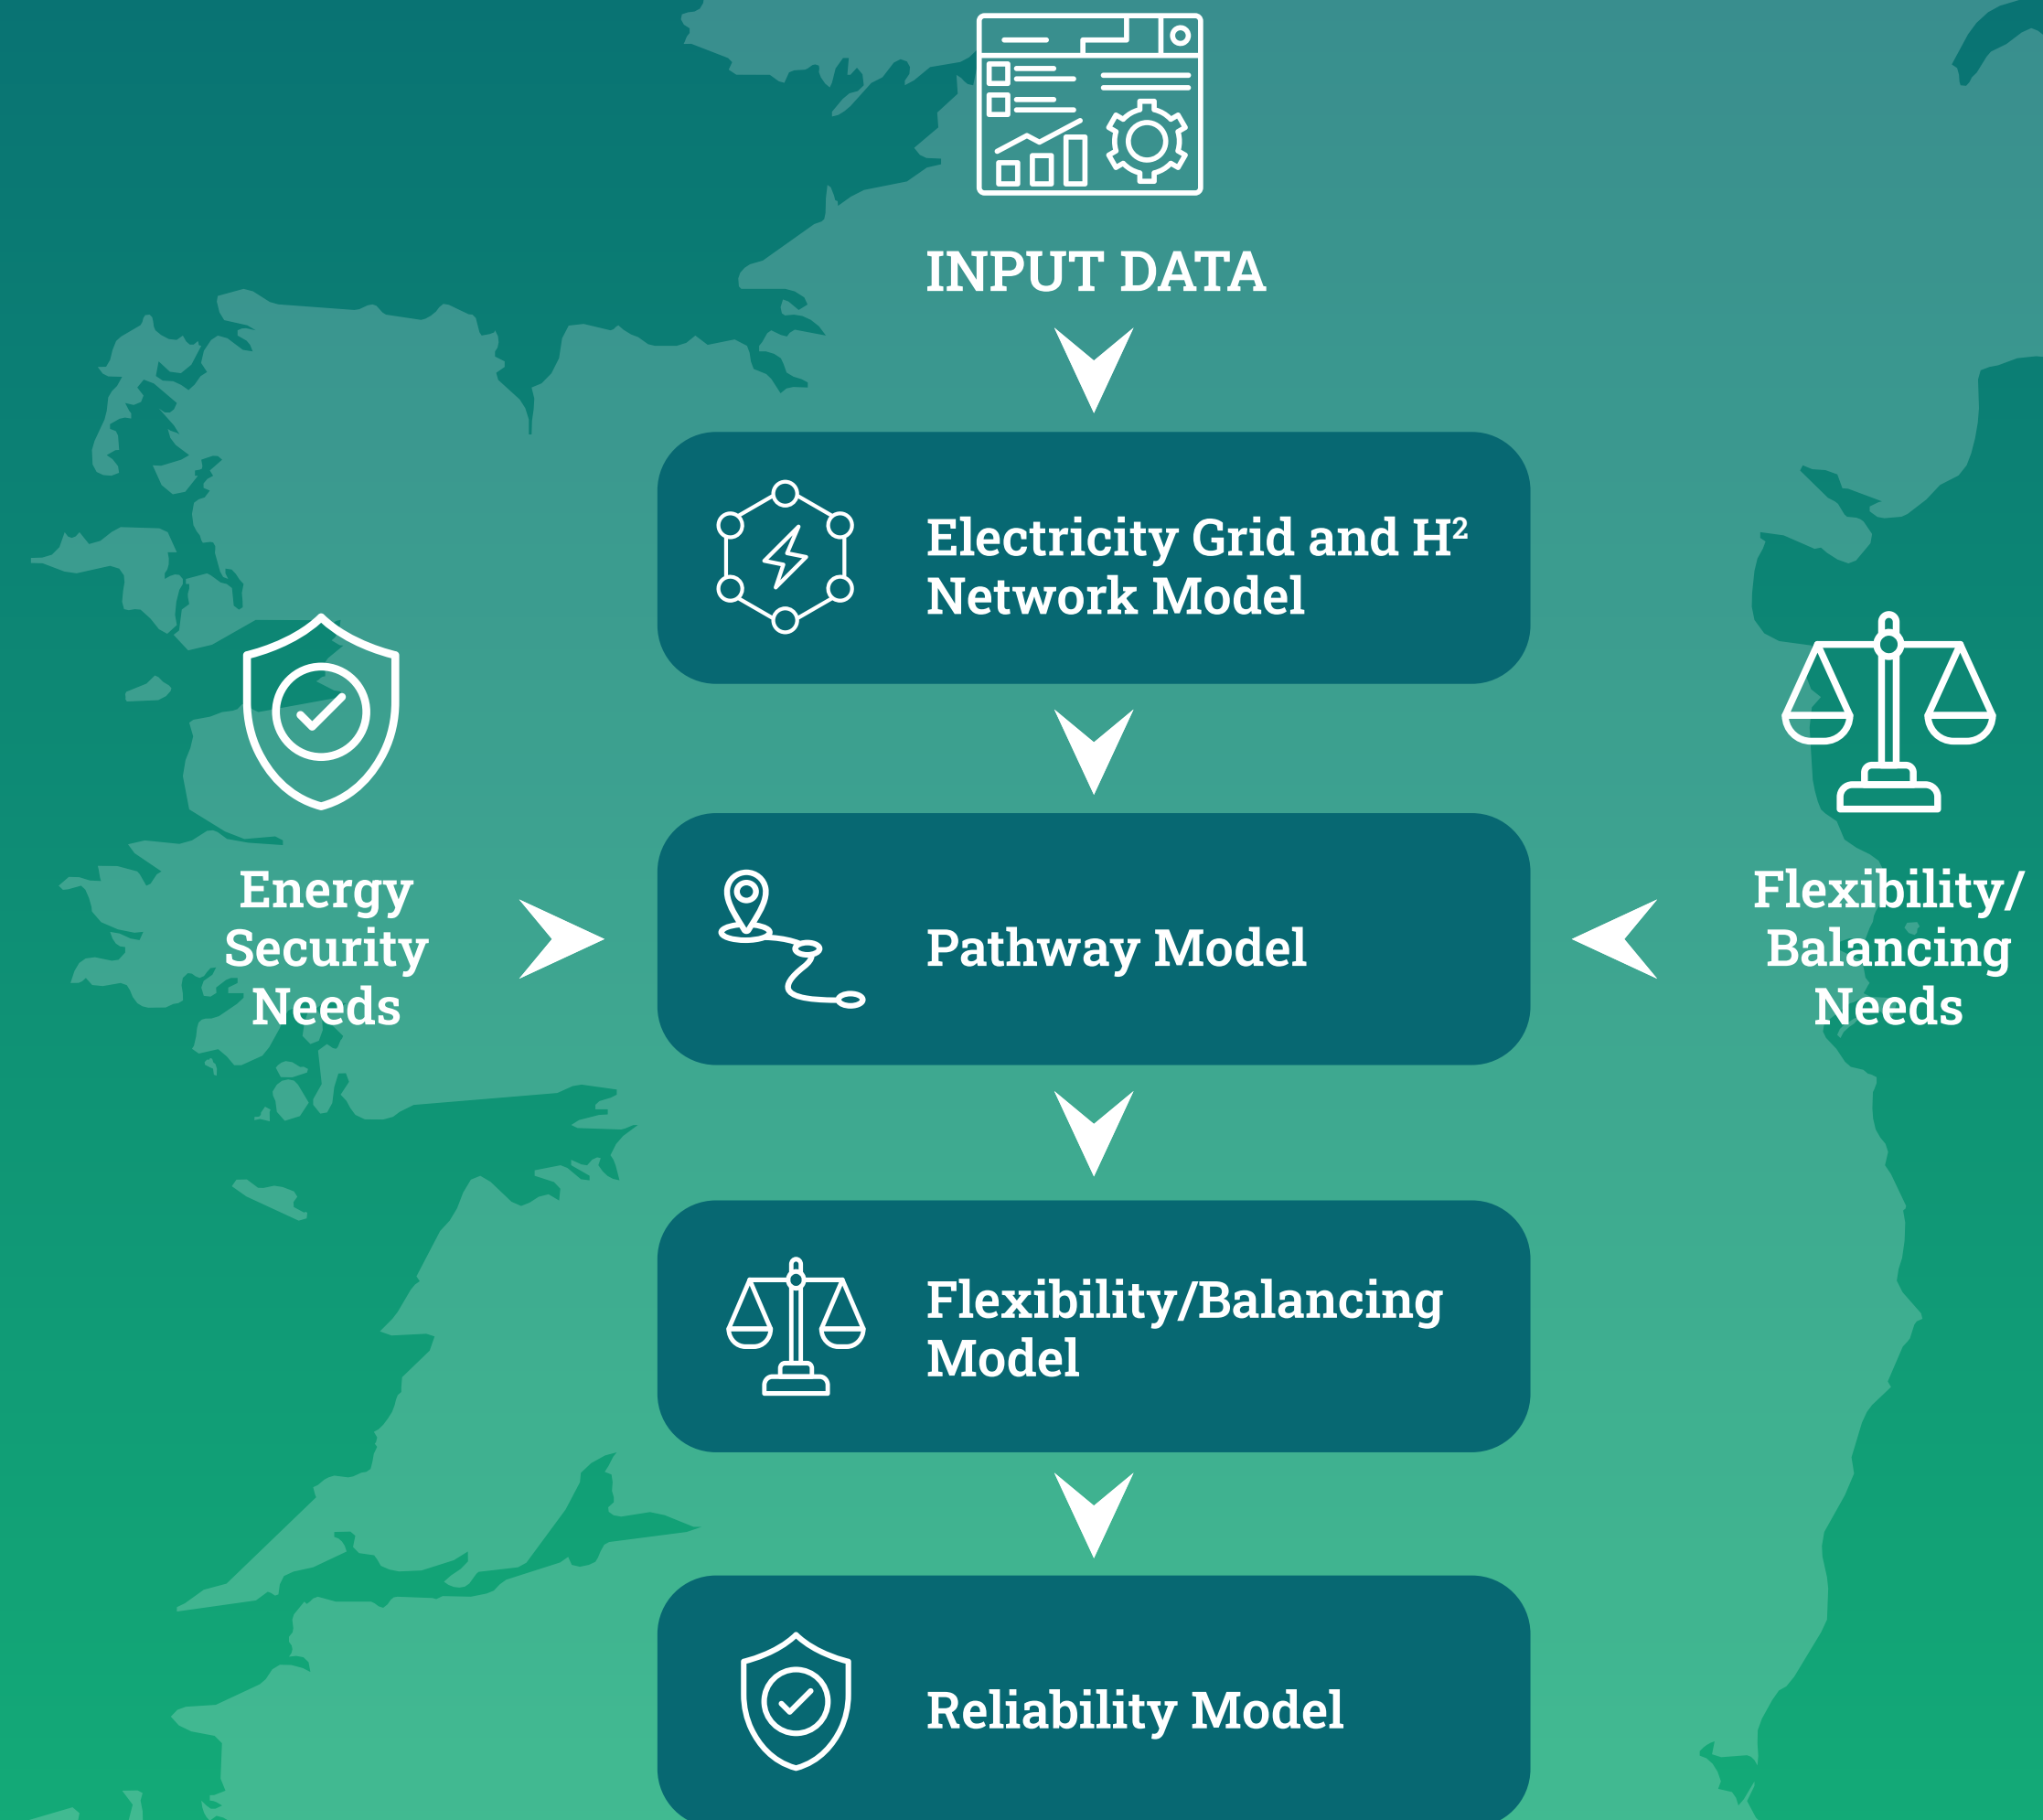 INPUT DATA
Electricity Grid and H²
Network Model
Energy
Security
Needs
Pathway Model
Flexibility/
Balancing
Needs
Flexibility/Balancing
Model
Reliability Model